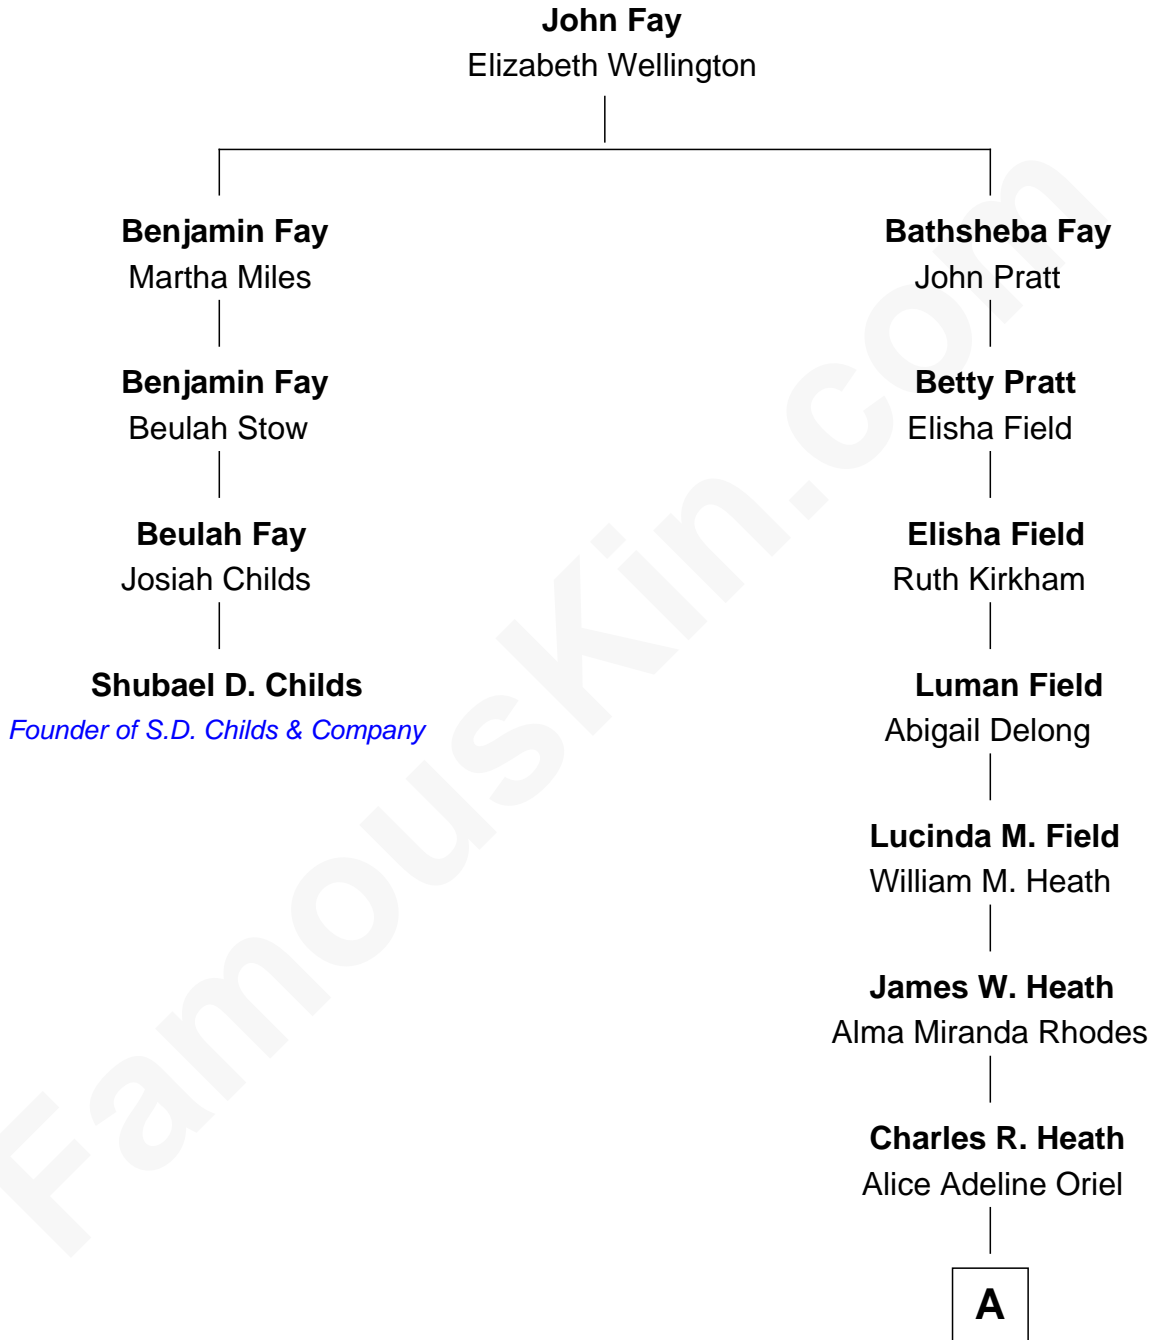 John Fay
Elizabeth Wellington
Benjamin Fay
Martha Miles
Benjamin Fay
Beulah Stow
Beulah Fay
Josiah Childs
Shubael D. Childs
Founder of S.D. Childs & Company
Bathsheba Fay
John Pratt
Betty Pratt
Elisha Field
Elisha Field
Ruth Kirkham
Luman Field
Abigail Delong
Lucinda M. Field
William M. Heath
James W. Heath
Alma Miranda Rhodes
Charles R. Heath
Alice Adeline Oriel
A
FamousKin.com